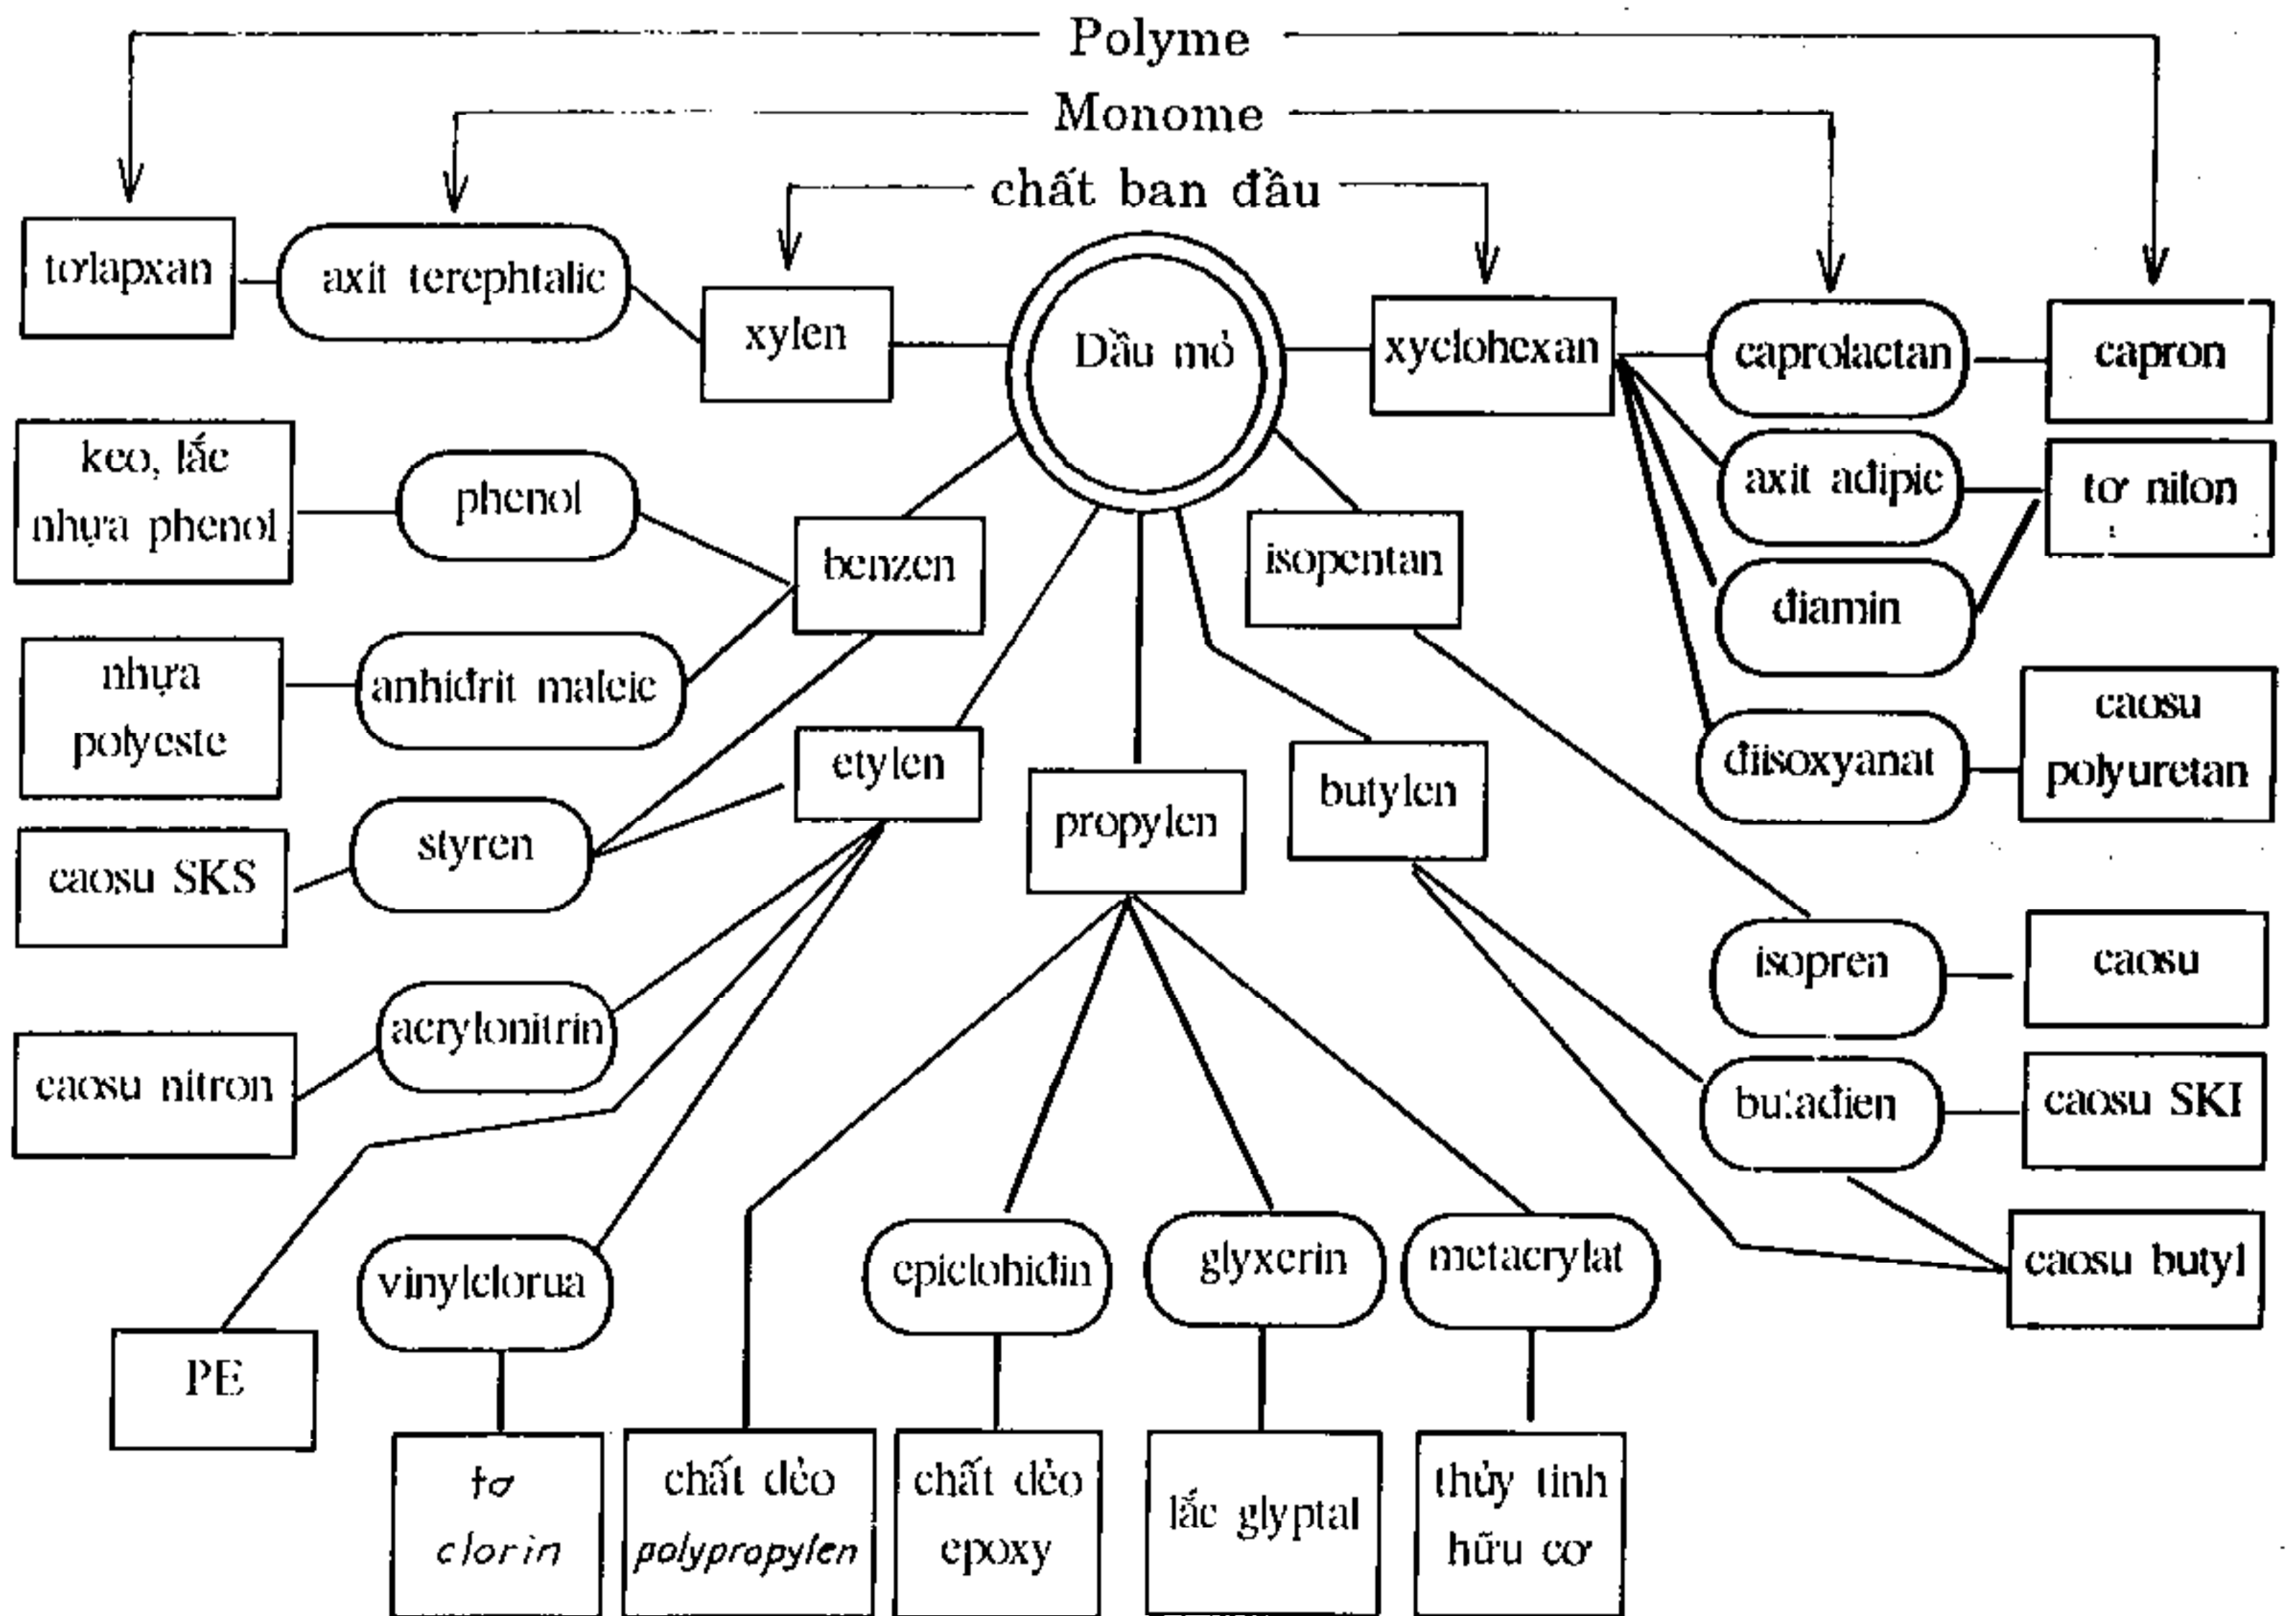 Polyme
Monome
chất ban đầu
tơlapxan
axit terephtalic
xylen
Dầu mỏ
xyclohexan
caprolactan
capron
keo, lắc
nhựa phenol
phenol
benzen
isopentan
axit ađipic
tơ nilon
điamin
nhựa
polyeste
anhiđrit maleic
etylen
propylen
butylen
điisoxyanat
caosu
polyuretan
caosu SKS
styren
isopren
caosu
caosu nitron
acrylonitrin
butađien
caosu SKI
vinylclorua
epiclohiđin
glyxerin
metacrylat
caosu butyl
PE
tơ
clorin
chất dẻo
polypropylen
chất dẻo
epoxy
lắc glyptal
thủy tinh
hữu cơ